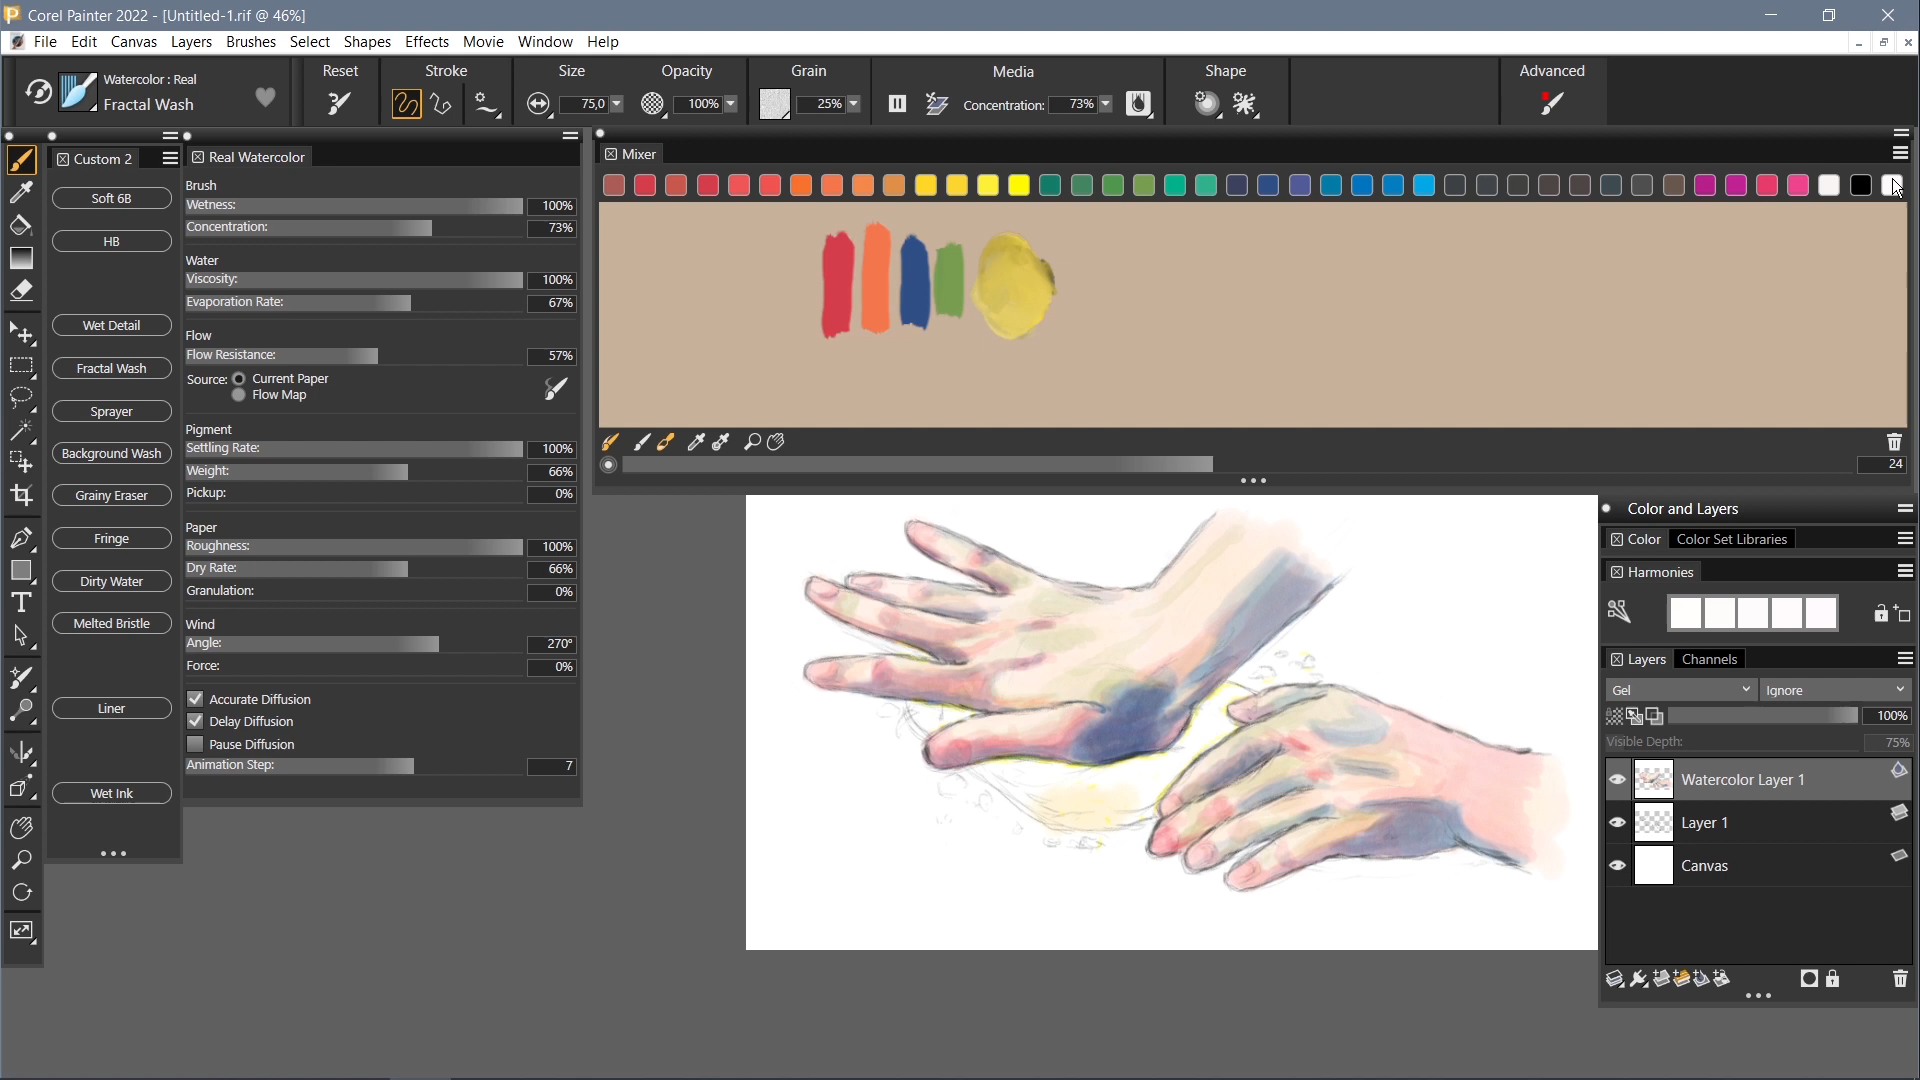 Corel Painter 2022 - [Untitled-1.rif @ 46%]
File Edit Canvas Layers Brushes Select Shapes Effects Movie Window Help
Watercolor : Real
Fractal Wash
Reset
Stroke
Size
75,0
Opacity
100%
Grain
25%
Media
Concentration: 73%
Shape
Advanced
Custom 2
Soft 6B
HB
Wet Detail
Fractal Wash
Sprayer
Background Wash
Grainy Eraser
Fringe
Dirty Water
Melted Bristle
Liner
Wet Ink
Real Watercolor
Brush
Wetness: 100%
Concentration: 73%
Water
Viscosity: 100%
Evaporation Rate: 67%
Flow
Flow Resistance: 57%
Source: Current Paper
Flow Map
Pigment
Settling Rate: 100%
Weight: 66%
Pickup: 0%
Paper
Roughness: 100%
Dry Rate: 66%
Granulation: 0%
Wind
Angle: 270°
Force: 0%
Accurate Diffusion
Delay Diffusion
Pause Diffusion
Animation Step: 7
Mixer
24
Color and Layers
Color Color Set Libraries
Harmonies
Layers Channels
Gel Ignore
100%
Visible Depth: 75%
Watercolor Layer 1
Layer 1
Canvas